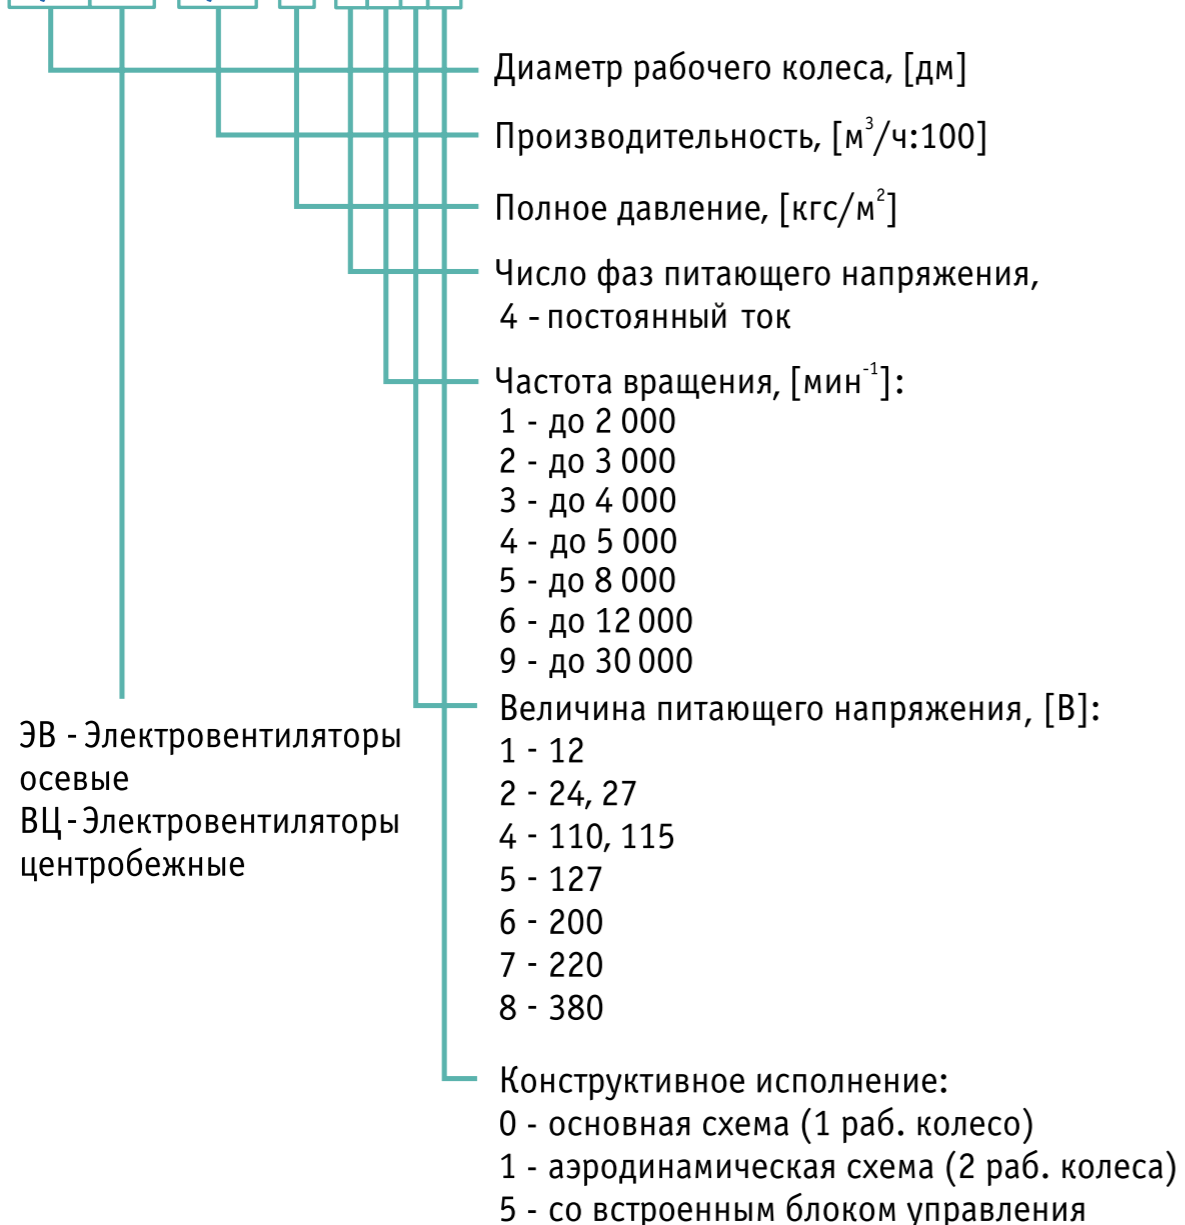 Диаметр рабочего колеса, [дм]
Производительность, [м³/ч:100]
Полное давление, [кгс/м²]
Число фаз питающего напряжения,
4 - постоянный ток
Частота вращения, [мин⁻¹]:
1 - до 2 000
2 - до 3 000
3 - до 4 000
4 - до 5 000
5 - до 8 000
6 - до 12 000
9 - до 30 000
ЭВ - Электровентиляторы
осевые
ВЦ - Электровентиляторы
центробежные
Величина питающего напряжения, [В]:
1 - 12
2 - 24, 27
4 - 110, 115
5 - 127
6 - 200
7 - 220
8 - 380
Конструктивное исполнение:
0 - основная схема (1 раб. колесо)
1 - аэродинамическая схема (2 раб. колеса)
5 - со встроенным блоком управления